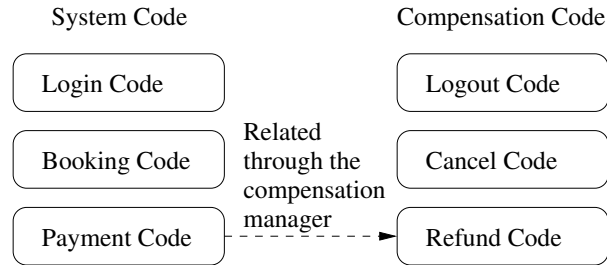 System Code
Compensation Code
Login Code
Logout Code
Related
through the
compensation
manager
Booking Code
Cancel Code
Payment Code
Refund Code